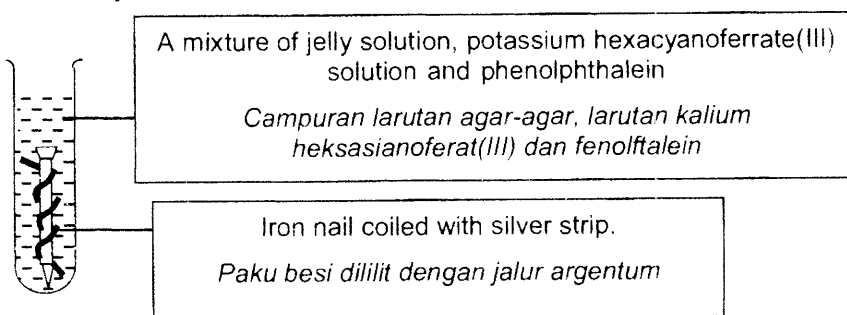 A mixture of jelly solution, potassium hexacyanoferrate(III)
solution and phenolphthalein
Campuran larutan agar-agar, larutan kalium
heksasianoferat(III) dan fenolftalein
Iron nail coiled with silver strip.
Paku besi dililit dengan jalur argentum